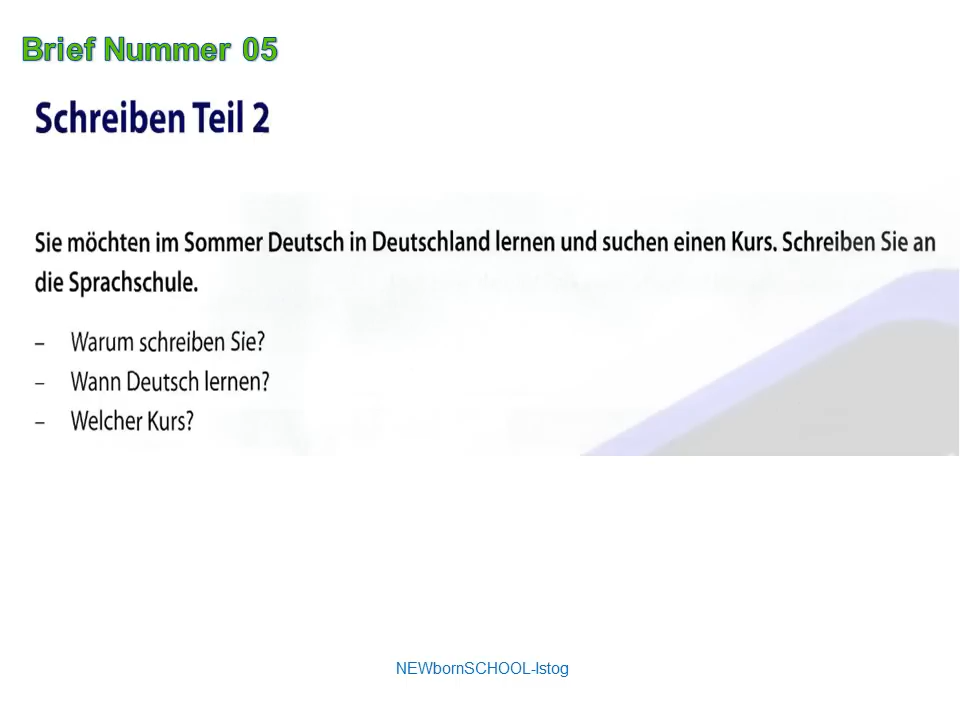 Brief Nummer 05
Schreiben Teil 2
Sie möchten im Sommer Deutsch in Deutschland lernen und suchen einen Kurs. Schreiben Sie an
die Sprachschule.
– Warum schreiben Sie?
– Wann Deutsch lernen?
– Welcher Kurs?
NEWbornSCHOOL-Istog